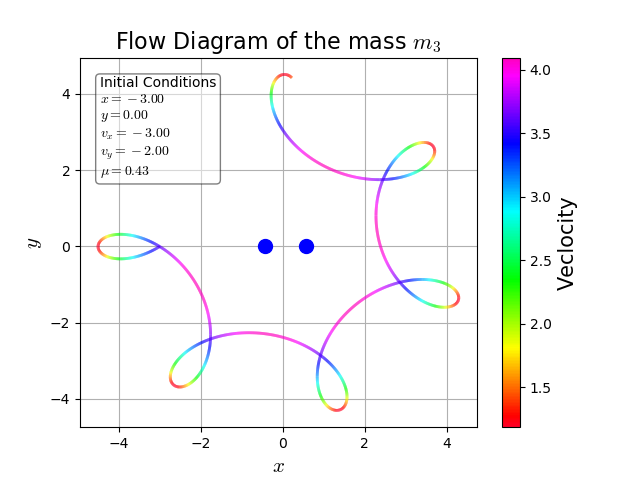 Flow Diagram of the mass m₃
Initial Conditions
x = −3.00
y = 0.00
vₓ = −3.00
v_y = −2.00
μ = 0.43
4
2
0
−2
−4
y
−4
−2
0
2
4
x
4.0
3.5
3.0
2.5
2.0
1.5
Veclocity